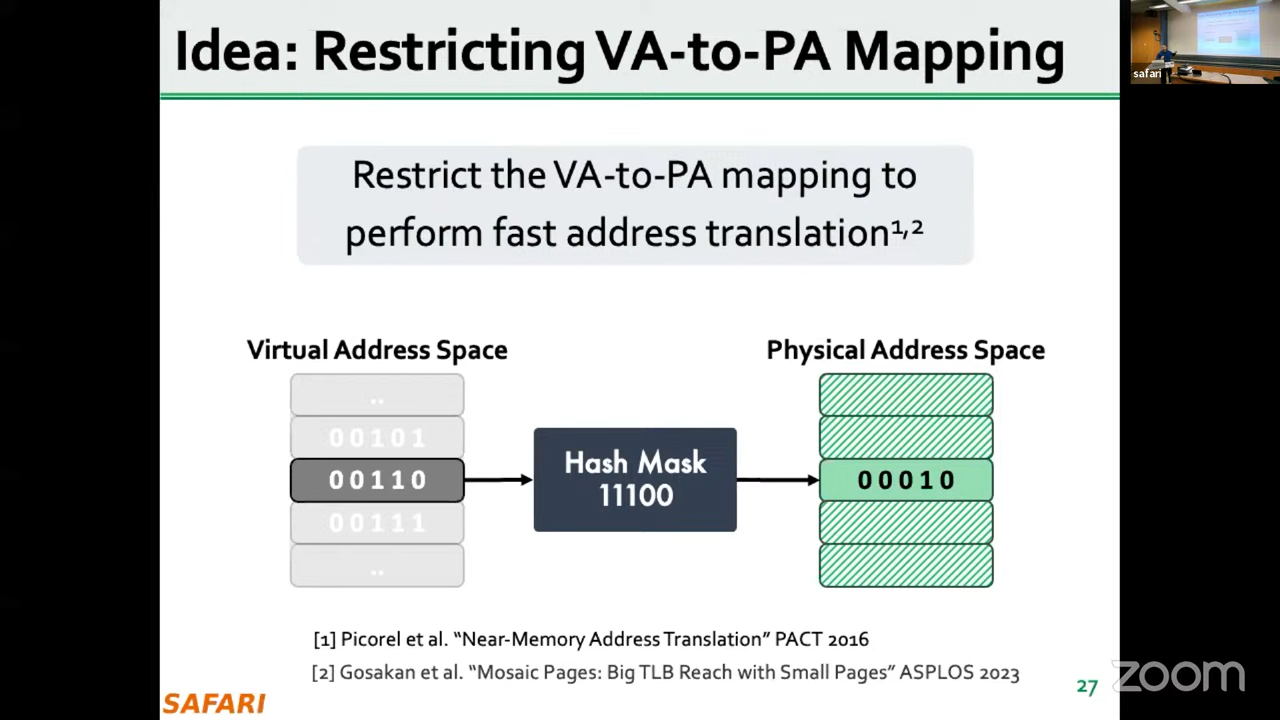 Idea: Restricting VA-to-PA Mapping
safari
Restrict the VA-to-PA mapping to
perform fast address translation1,2
Virtual Address Space
Physical Address Space
..
00101
00110
00111
..
Hash Mask
11100
00010
[1] Picorel et al. “Near-Memory Address Translation” PACT 2016
[2] Gosakan et al. “Mosaic Pages: Big TLB Reach with Small Pages” ASPLOS 2023
SAFARI
27
zoom